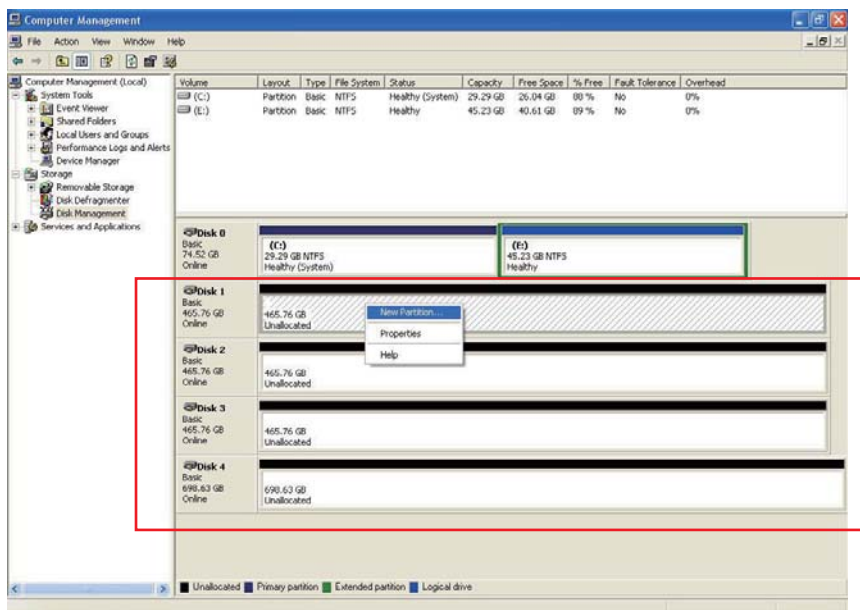 Computer Management
File Action View Window Help
Computer Management (Local)
System Tools
Event Viewer
Shared Folders
Local Users and Groups
Performance Logs and Alerts
Device Manager
Storage
Removable Storage
Disk Defragmenter
Disk Management
Services and Applications
Volume Layout Type File System Status Capacity Free Space % Free Fault Tolerance Overhead
(C:) Partition Basic NTFS Healthy (System) 29.29 GB 26.04 GB 88 % No 0%
(E:) Partition Basic NTFS Healthy 45.23 GB 40.61 GB 89 % No 0%
Disk 0
Basic
74.52 GB
Online
(C:)
29.29 GB NTFS
Healthy (System)
(E:)
45.23 GB NTFS
Healthy
Disk 1
Basic
465.76 GB
Online
465.76 GB
Unallocated
New Partition...
Properties
Help
Disk 2
Basic
465.76 GB
Online
465.76 GB
Unallocated
Disk 3
Basic
465.76 GB
Online
465.76 GB
Unallocated
Disk 4
Basic
698.63 GB
Online
698.63 GB
Unallocated
Unallocated Primary partition Extended partition Logical drive